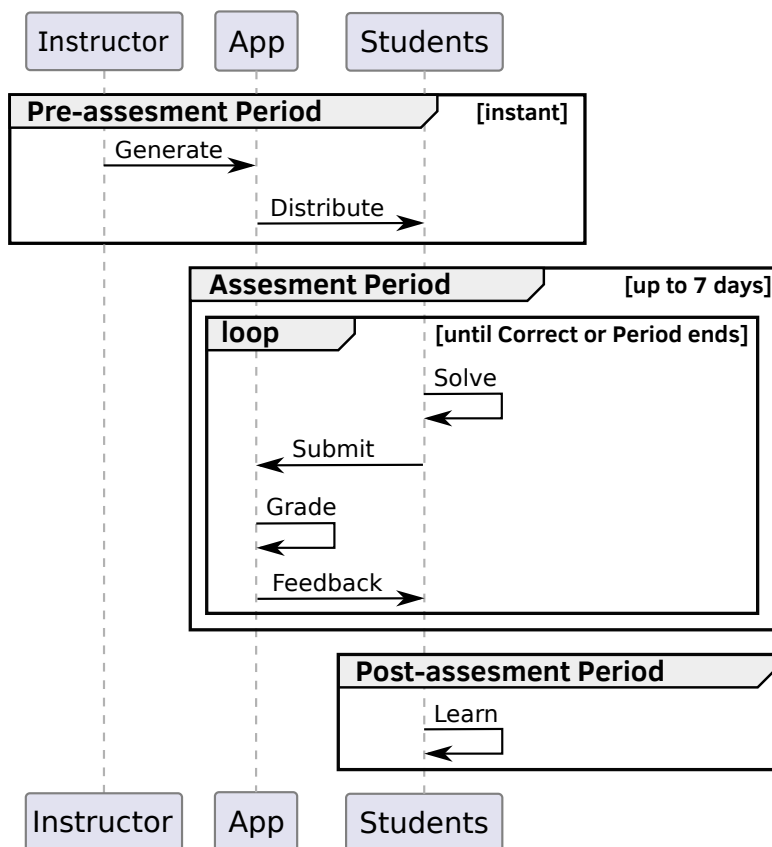 Instructor App Students
Pre-assesment Period [instant]
Generate
Distribute
Assesment Period [up to 7 days]
loop [until Correct or Period ends]
Solve
Submit
Grade
Feedback
Post-assesment Period
Learn
Instructor App Students